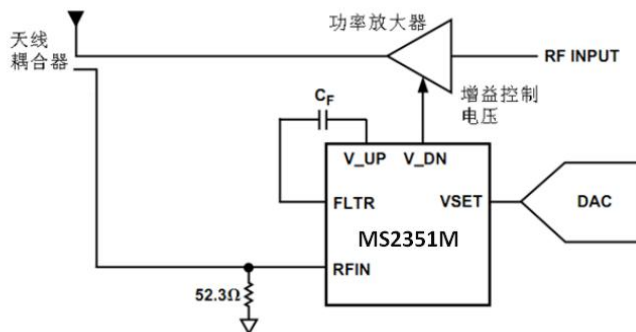 功率放大器
天线
耦合器
RF INPUT
增益控制
电压
CF
V_UP V_DN
FLTR VSET
DAC
MS2351M
RFIN
52.3Ω